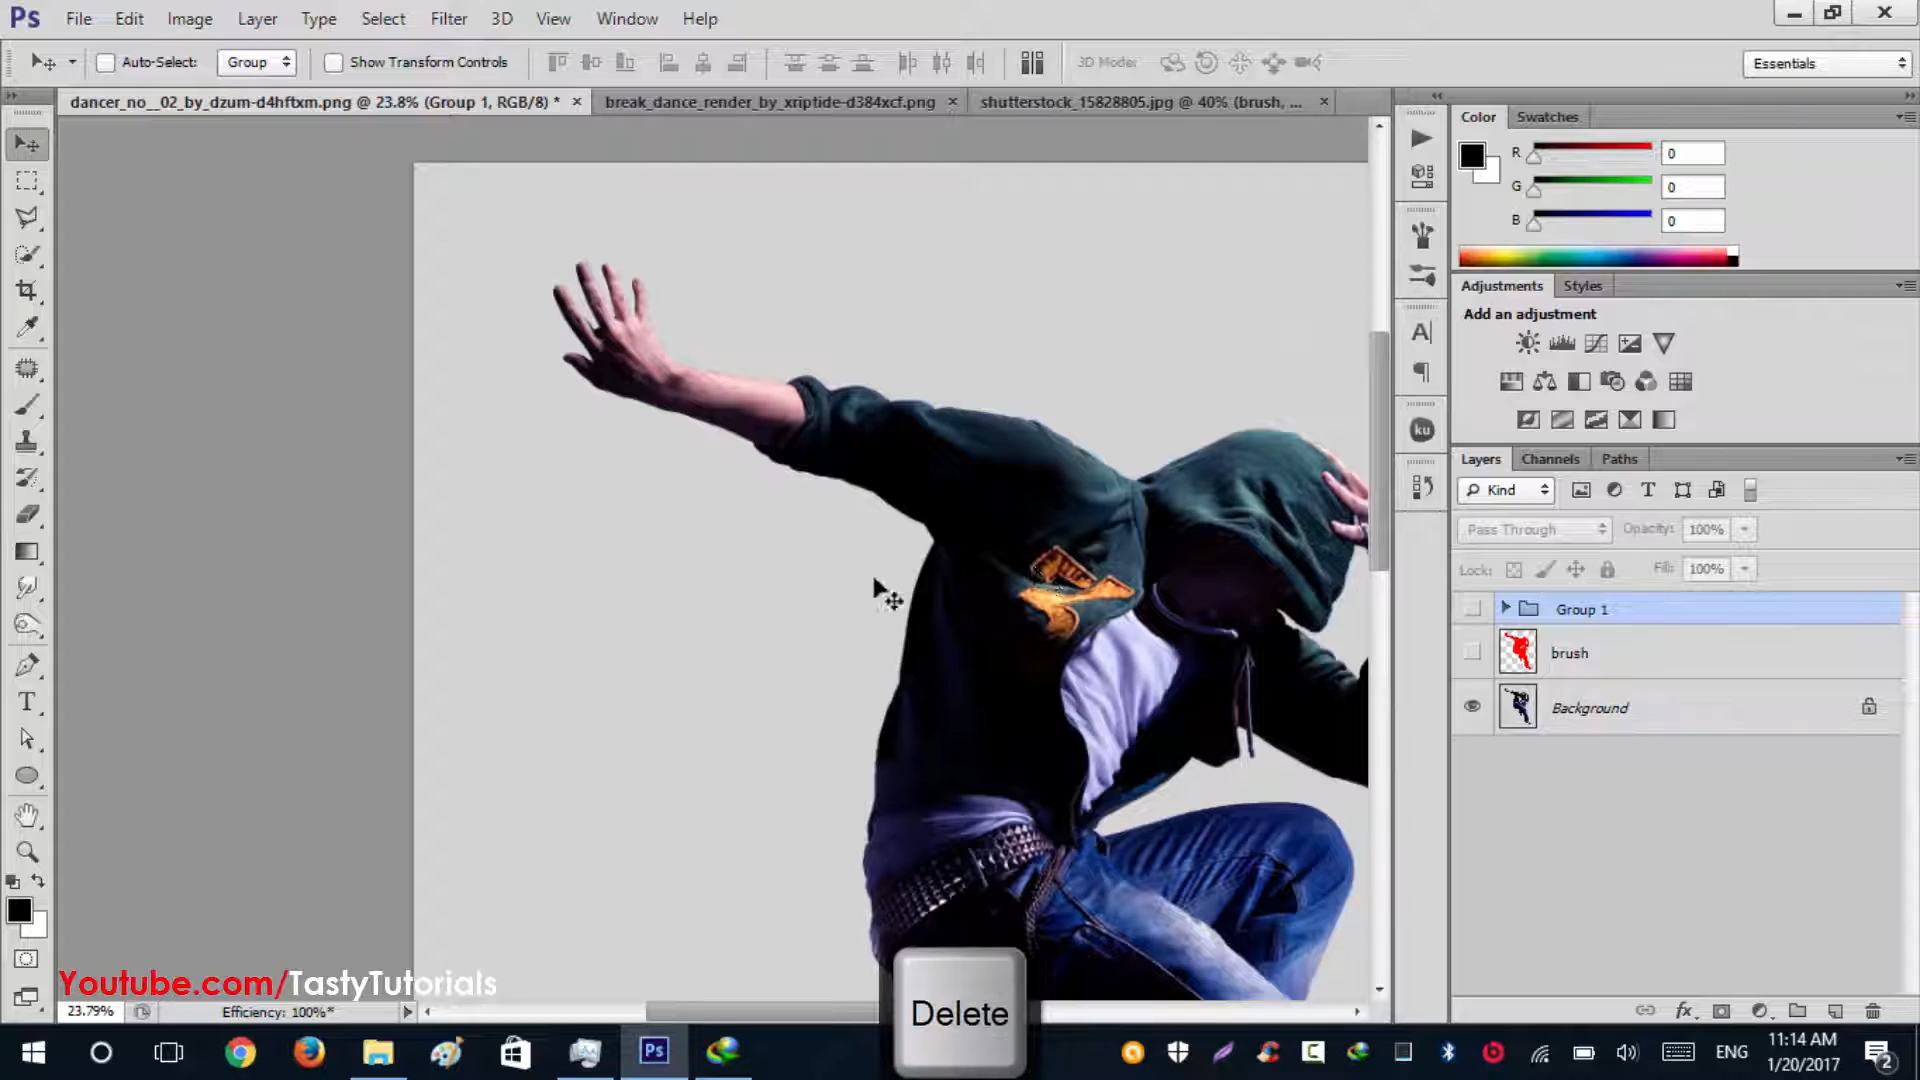 Ps File Edit Image Layer Type Select Filter 3D View Window Help
Auto-Select: Group Show Transform Controls 3D Mode: Essentials
dancer_no__02_by_dzum-d4hftxm.png @ 23.8% (Group 1, RGB/8) * break_dance_render_by_xriptide-d384xcf.png shutterstock_15828805.jpg @ 40% (brush, ...
Color Swatches
R 0
G 0
B 0
Adjustments Styles
Add an adjustment
Layers Channels Paths
Kind
Pass Through Opacity: 100%
Lock: Fill: 100%
Group 1
brush
Background
ku
Youtube.com/TastyTutorials
Delete
23.79% Efficiency: 100%*
Ps ENG 11:14 AM
1/20/2017
2